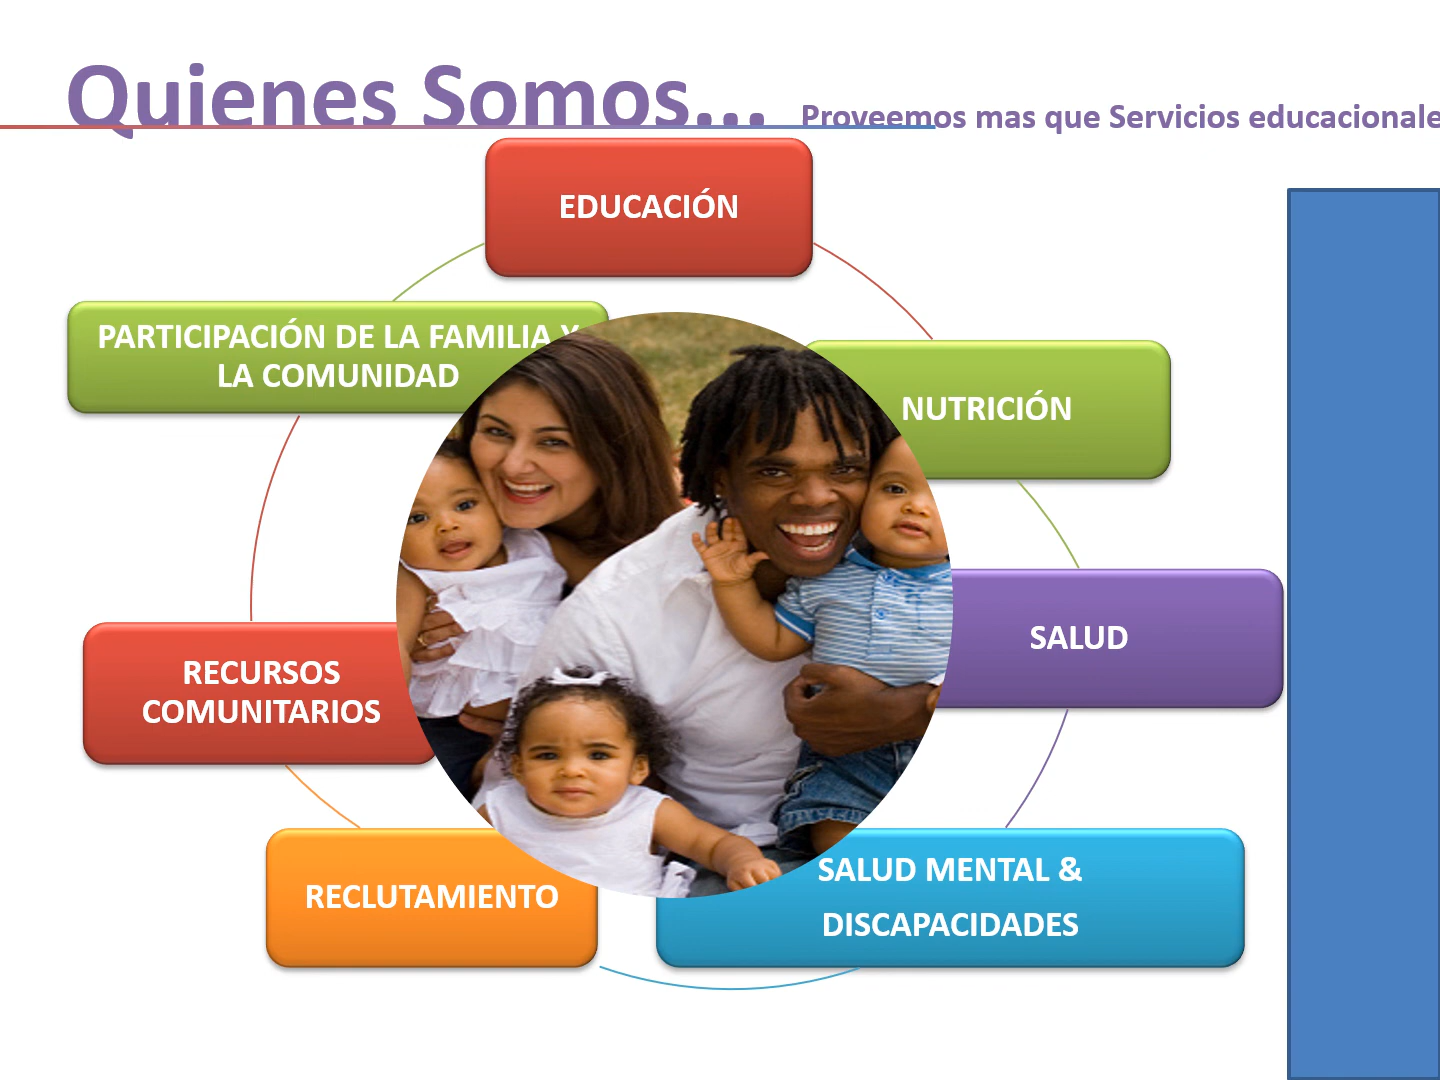 Quienes Somos... Proveemos mas que Servicios educacionale
EDUCACIÓN
PARTICIPACIÓN DE LA FAMILIA Y
LA COMUNIDAD
NUTRICIÓN
SALUD
RECURSOS
COMUNITARIOS
RECLUTAMIENTO
SALUD MENTAL &
DISCAPACIDADES